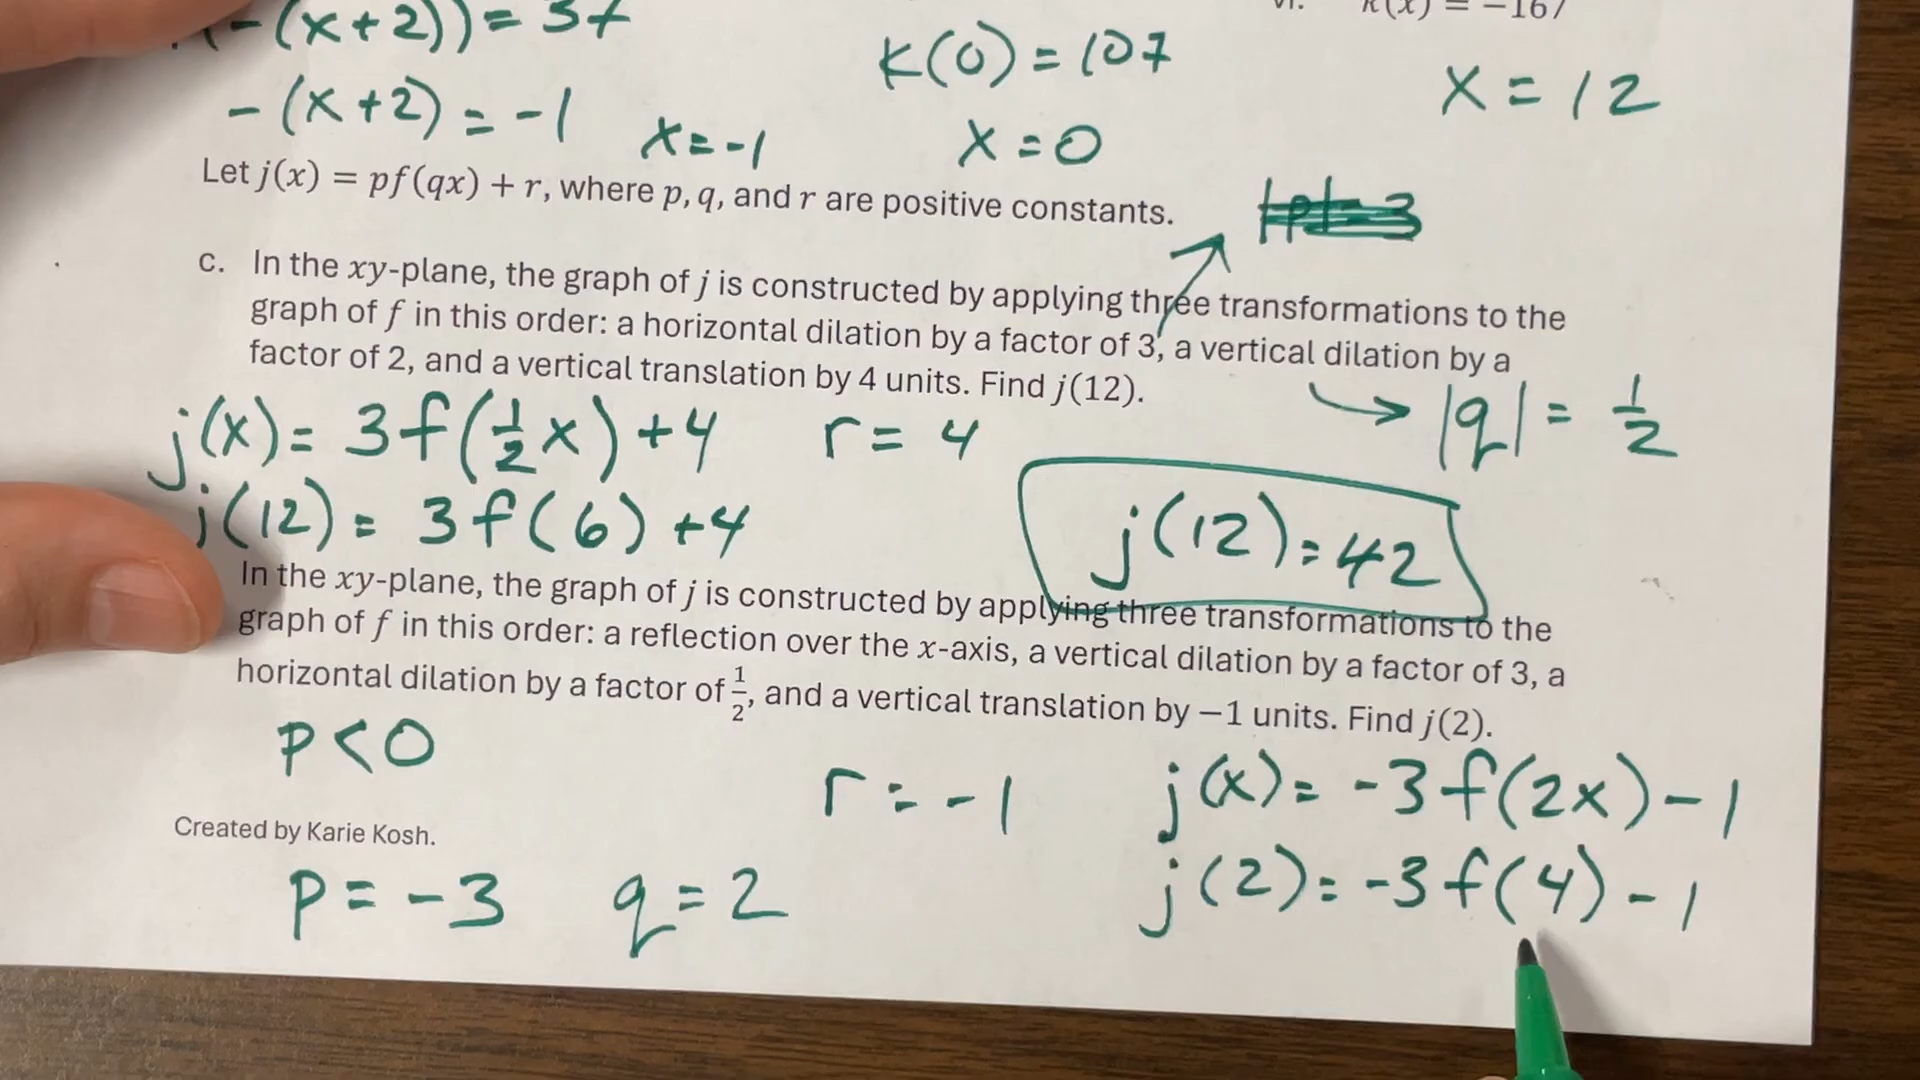 -(x+2)) = 37
vi. k(x) = −167
K(0) = 107
x = 12
-(x+2) = -1 x = -1
x = 0
Let j(x) = pf(qx) + r, where p, q, and r are positive constants.
c. In the xy-plane, the graph of j is constructed by applying three transformations to the
graph of f in this order: a horizontal dilation by a factor of 3, a vertical dilation by a
factor of 2, and a vertical translation by 4 units. Find j(12).
|q| = 1/2
j(x) = 3f(1/2 x) + 4 r = 4
j(12) = 3f(6) + 4
j(12) = 42
In the xy-plane, the graph of j is constructed by applying three transformations to the
graph of f in this order: a reflection over the x-axis, a vertical dilation by a factor of 3, a
horizontal dilation by a factor of 1/2, and a vertical translation by −1 units. Find j(2).
p < 0
r = -1
j(x) = -3f(2x) - 1
Created by Karie Kosh.
j(2) = -3f(4) - 1
p = -3 q = 2